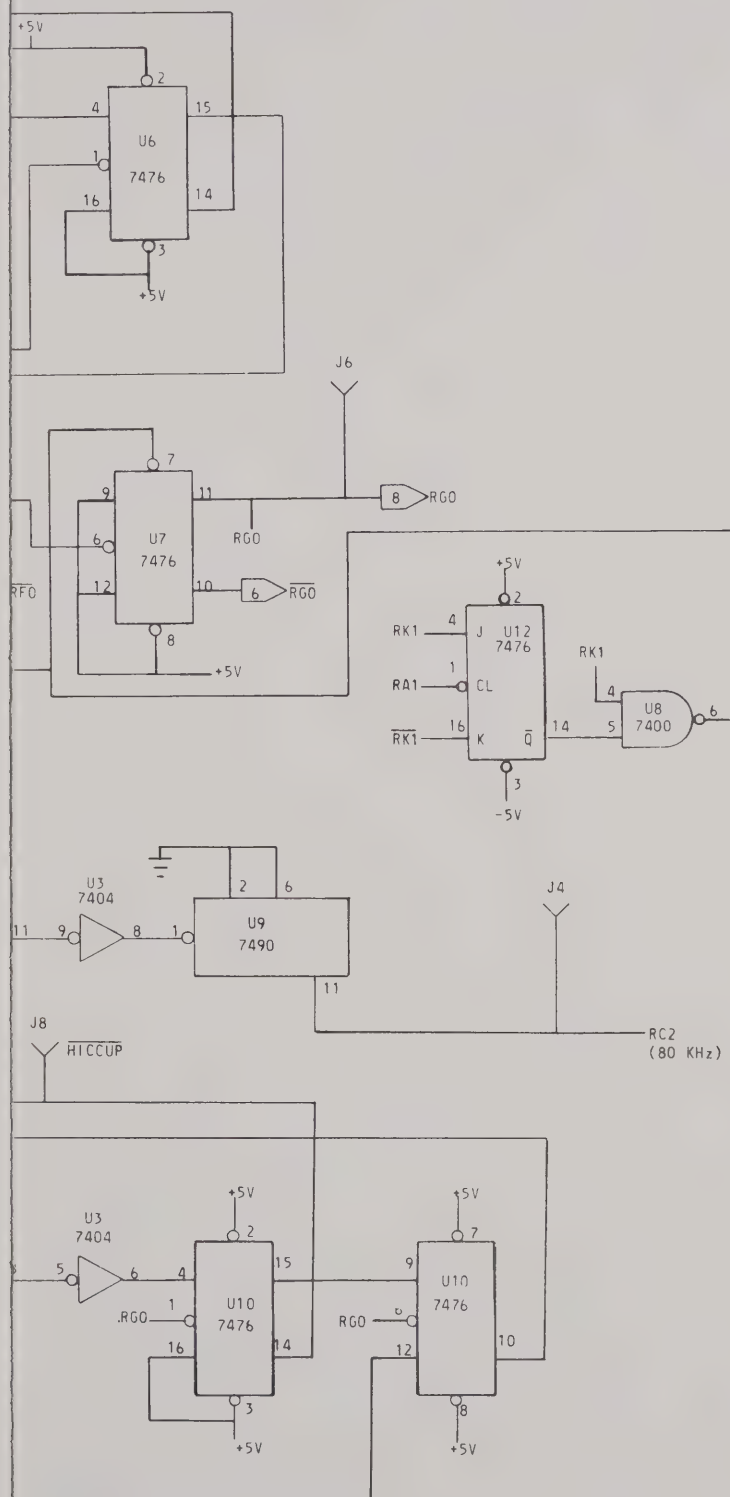 +5V
2
4
15
U6
1
7476
16
14
3
+5V
J6
7
9
11
8
RGO
U7
RGO
6
7476
12
10
6
R̅G̅O̅
R̅F̅O̅
8
+5V
+5V
2
RK1
4
J
U12
7476
RK1
1
RA1
CL
4
U8
6
7400
R̅K̅1̅
16
K
Q̅
14
5
3
-5V
U3
7404
2
6
J4
U9
11
9
8
1
7490
11
J8
H̅I̅C̅C̅U̅P̅
RC2
(80 KHz)
+5V
+5V
U3
7404
2
7
15
9
5
6
4
U10
U10
.RGO
1
7476
RGO
7476
16
14
12
10
3
8
+5V
+5V